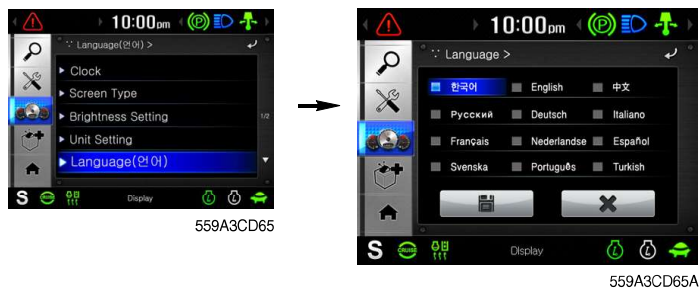 10:00pm
(P)
Language(언어) >
Clock
Screen Type
Brightness Setting
1/2
Unit Setting
Language(언어)
S
CRUISE
Display
L
L
559A3CD65
10:00pm
(P)
Language >
한국어 English 中文
Русский Deutsch Italiano
Français Nederlandse Español
Svenska Português Turkish
S
CRUISE
Display
L
L
559A3CD65A